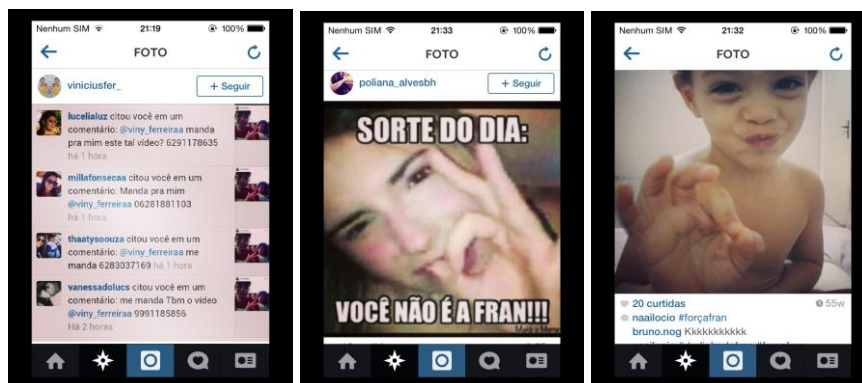 Nenhum SIM 21:19 100%
FOTO
viniciusfer_ + Seguir
lucelialuz citou você em um
comentário: @viny_ferreiraa manda
pra mim este tal vídeo? 6291178635
há 1 hora
millafonsecaa citou você em um
comentário: Manda pra mim
@viny_ferreiraa 06281881103
há 1 hora
thaatysoouza citou você em um
comentário: @viny_ferreiraa me
manda 6283037169 há 1 hora
vanessadolucs citou você em um
comentário: me manda Tbm o vídeo
@viny_ferreiraa 9991185856
Há 2 horas
Nenhum SIM 21:33 100%
FOTO
poliana_alvesbh + Seguir
SORTE DO DIA:
VOCÊ NÃO É A FRAN!!!
Nenhum SIM 21:32 100%
FOTO
20 curtidas 55w
naailocio #forçafran
bruno.nog Kkkkkkkkkkk